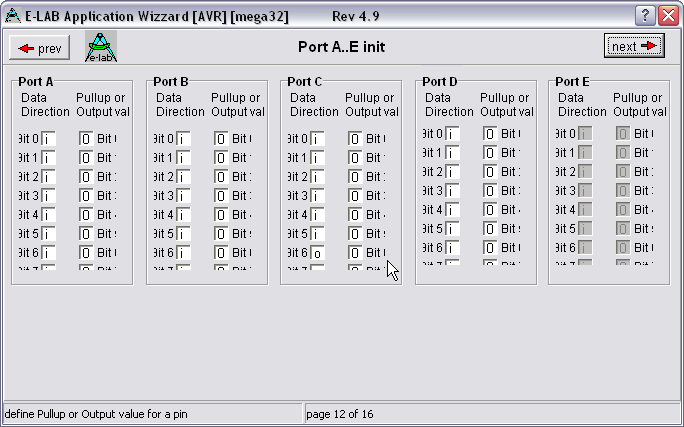 E-LAB Application Wizzard [AVR] [mega32] Rev 4.9
prev
e-lab
Port A..E init
next
Port A
Data Direction
Pullup or Output val
Bit 0 i 0 Bit
Bit 1 i 0 Bit
Bit 2 i 0 Bit
Bit 3 i 0 Bit
Bit 4 i 0 Bit
Bit 5 i 0 Bit
Bit 6 i 0 Bit
Port B
Data Direction
Pullup or Output val
Bit 0 i 0 Bit
Bit 1 i 0 Bit
Bit 2 i 0 Bit
Bit 3 i 0 Bit
Bit 4 i 0 Bit
Bit 5 i 0 Bit
Bit 6 i 0 Bit
Port C
Data Direction
Pullup or Output val
Bit 0 i 0 Bit
Bit 1 i 0 Bit
Bit 2 i 0 Bit
Bit 3 i 0 Bit
Bit 4 i 0 Bit
Bit 5 i 0 Bit
Bit 6 o 0 Bit
Port D
Data Direction
Pullup or Output val
Bit 0 i 0 Bit
Bit 1 i 0 Bit
Bit 2 i 0 Bit
Bit 3 i 0 Bit
Bit 4 i 0 Bit
Bit 5 i 0 Bit
Bit 6 i 0 Bit
Port E
Data Direction
Pullup or Output val
Bit 0 i 0 Bit
Bit 1 i 0 Bit
Bit 2 i 0 Bit
Bit 3 i 0 Bit
Bit 4 i 0 Bit
Bit 5 i 0 Bit
Bit 6 i 0 Bit
define Pullup or Output value for a pin
page 12 of 16